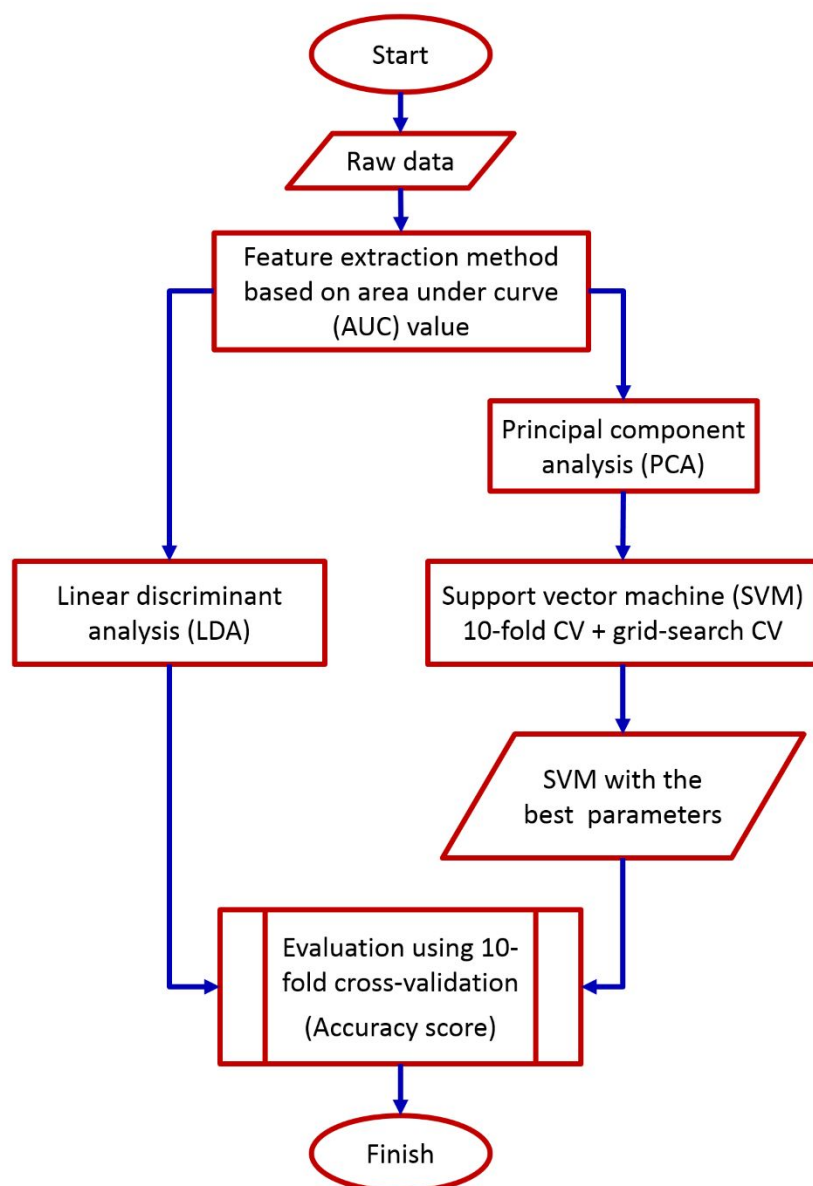 Start
Raw data
Feature extraction method
based on area under curve
(AUC) value
Principal component
analysis (PCA)
Linear discriminant
analysis (LDA)
Support vector machine (SVM)
10-fold CV + grid-search CV
SVM with the
best parameters
Evaluation using 10-
fold cross-validation
(Accuracy score)
Finish